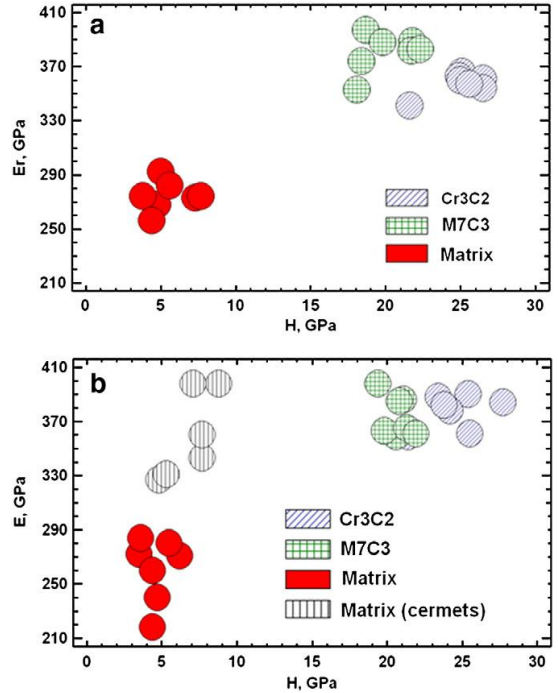 a
410
370
330
290
250
210
Er, GPa
Cr3C2
M7C3
Matrix
0 5 10 15 20 25 30
H, GPa
b
410
370
330
290
250
210
E, GPa
Cr3C2
M7C3
Matrix
Matrix (cermets)
0 5 10 15 20 25 30
H, GPa